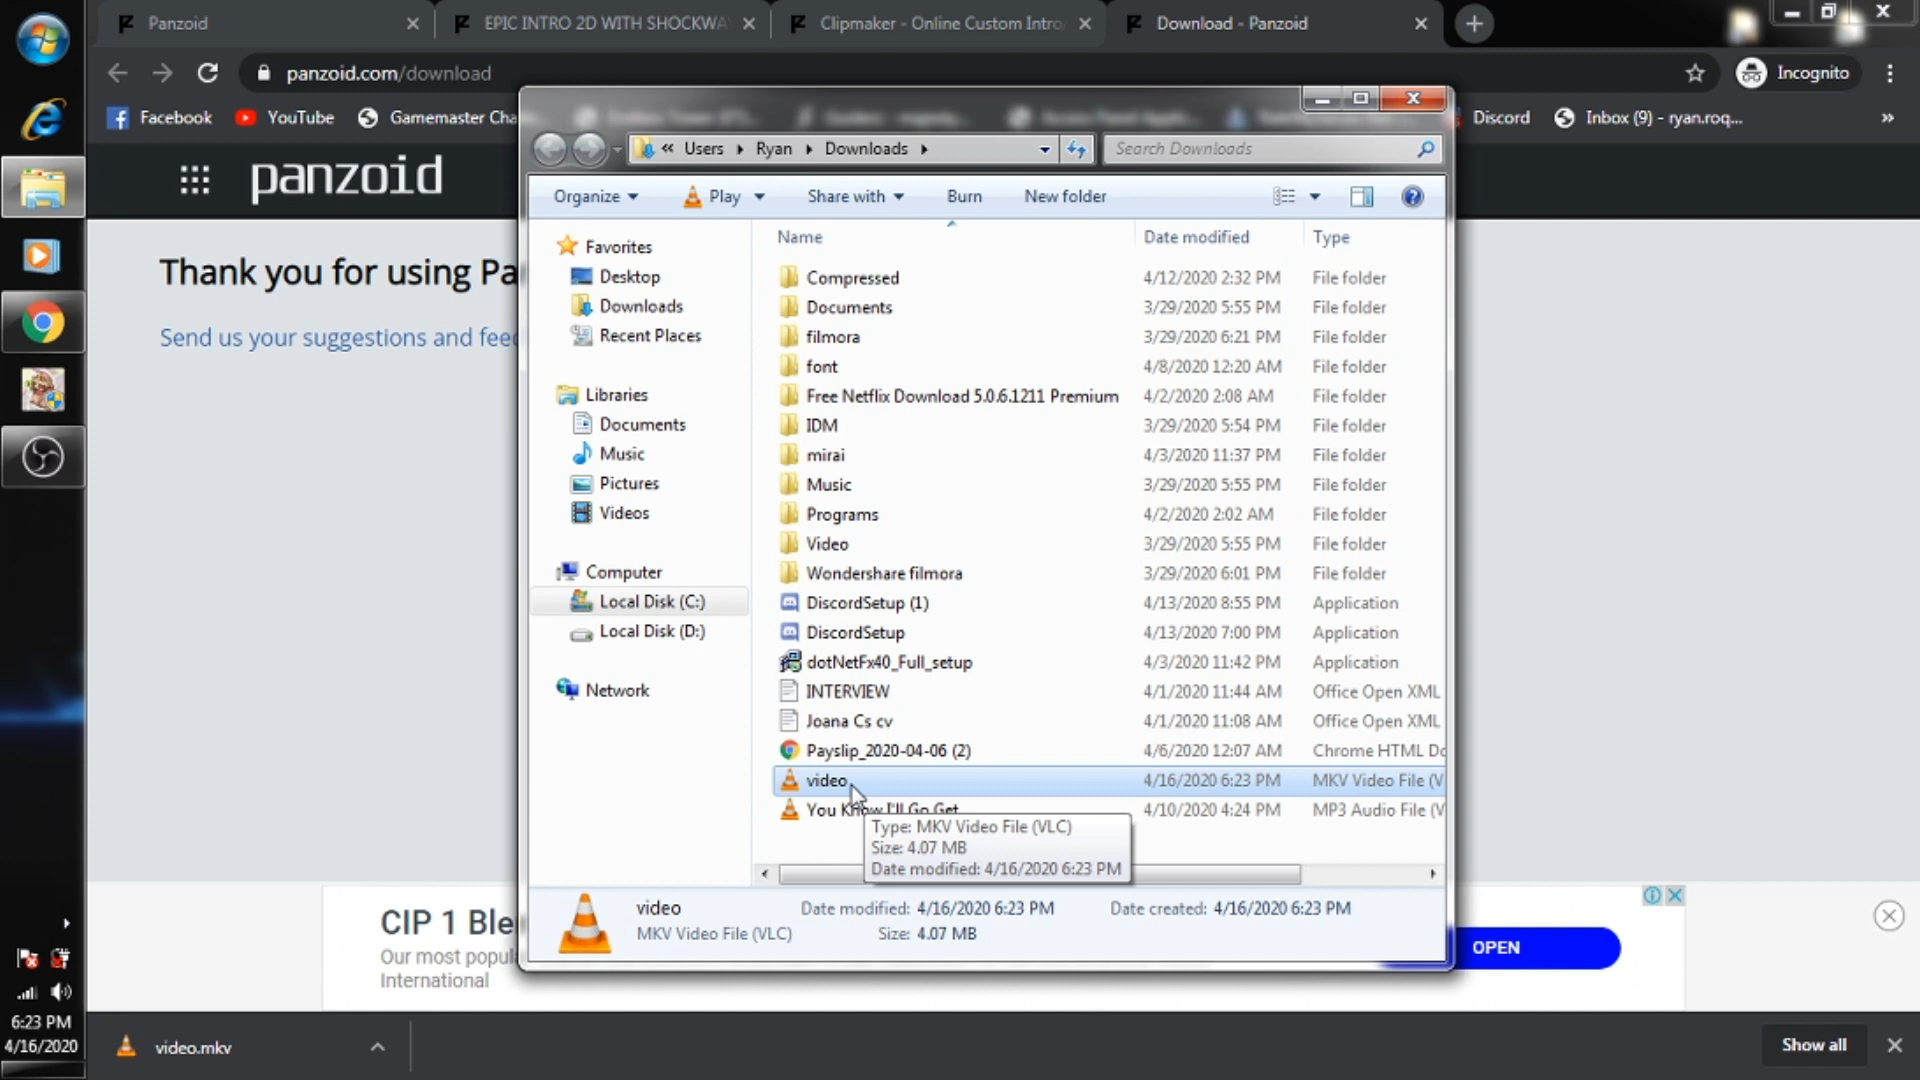 Panzoid
EPIC INTRO 2D WITH SHOCKWA
Clipmaker - Online Custom Intro
Download - Panzoid
panzoid.com/download
Incognito
Facebook
YouTube
Gamemaster Cha
Discord
Inbox (9) - ryan.roq...
»
panzoid
Thank you for using Pa
Send us your suggestions and feed
« Users Ryan Downloads
Search Downloads
Organize Play Share with Burn New folder
Name Date modified Type
Favorites
Desktop
Downloads
Recent Places
Libraries
Documents
Music
Pictures
Videos
Computer
Local Disk (C:)
Local Disk (D:)
Network
Compressed 4/12/2020 2:32 PM File folder
Documents 3/29/2020 5:55 PM File folder
filmora 3/29/2020 6:21 PM File folder
font 4/8/2020 12:20 AM File folder
Free Netflix Download 5.0.6.1211 Premium 4/2/2020 2:08 AM File folder
IDM 3/29/2020 5:54 PM File folder
mirai 4/3/2020 11:37 PM File folder
Music 3/29/2020 5:55 PM File folder
Programs 4/2/2020 2:02 AM File folder
Video 3/29/2020 5:55 PM File folder
Wondershare filmora 3/29/2020 6:01 PM File folder
DiscordSetup (1) 4/13/2020 8:55 PM Application
DiscordSetup 4/13/2020 7:00 PM Application
dotNetFx40_Full_setup 4/3/2020 11:42 PM Application
INTERVIEW 4/1/2020 11:44 AM Office Open XML
Joana Cs cv 4/1/2020 11:08 AM Office Open XML
Payslip_2020-04-06 (2) 4/6/2020 12:07 AM Chrome HTML Do
video 4/16/2020 6:23 PM MKV Video File (V
You Know I'll Go Get 4/10/2020 4:24 PM MP3 Audio File (V
Type: MKV Video File (VLC)
Size: 4.07 MB
Date modified: 4/16/2020 6:23 PM
video Date modified: 4/16/2020 6:23 PM Date created: 4/16/2020 6:23 PM
MKV Video File (VLC) Size: 4.07 MB
CIP 1 Ble
Our most popula
International
OPEN
6:23 PM
4/16/2020
video.mkv
Show all